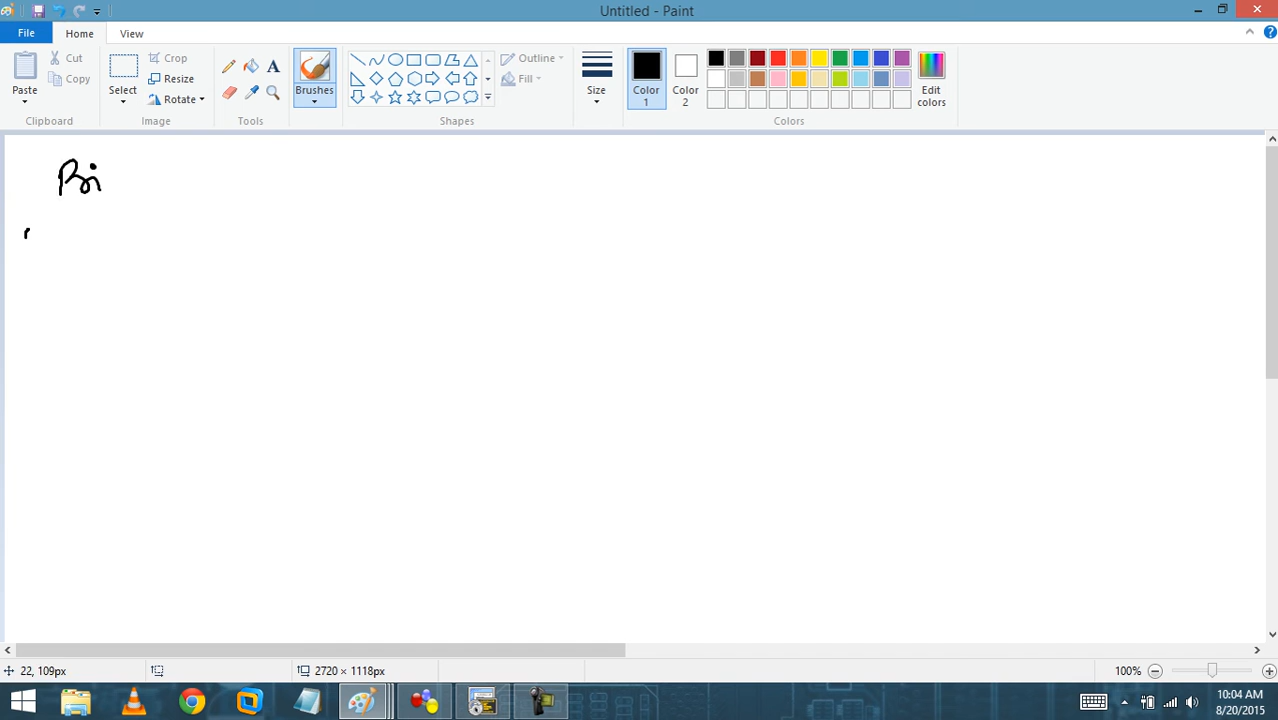 Untitled - Paint
File
Home
View
Paste
Cut
Copy
Clipboard
Select
Crop
Resize
Rotate
Image
Tools
Brushes
Shapes
Outline
Fill
Size
Color 1
Color 2
Edit colors
Colors
22, 109px
2720 × 1118px
100%
10:04 AM
8/20/2015